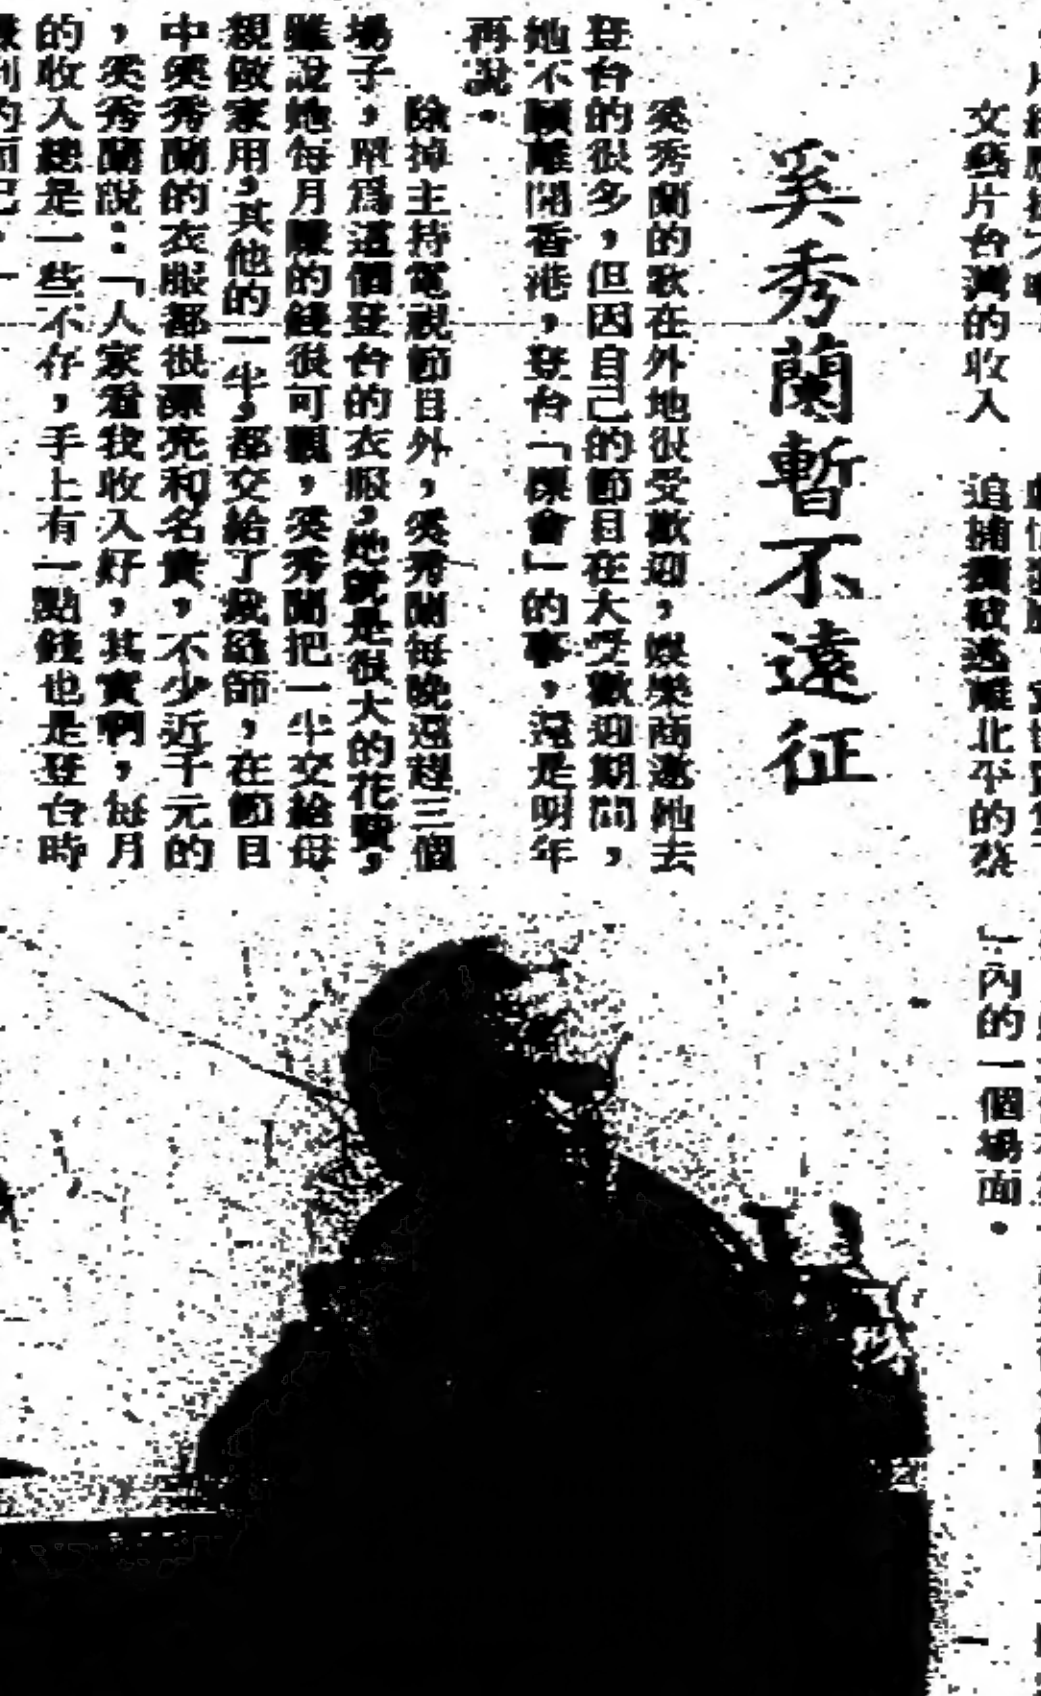 文藝片台灣的收入
追捕
逃離北平的蔡
」內的一個場面。
奚秀蘭暫不遠征
奚秀蘭的歌在外地很受歡迎，娛樂商邀她去
登台的很多，但因自己的節目在大受歡迎期間，
她不願離開香港，登台「隙會」的事，還是明年
再說。
除掉主持電視節目外，奚秀蘭每晚還趕三個
場子，單爲這個登台的衣服，她就是很大的花費，
雖說她每月賺的錢很可觀，奚秀蘭把一半交給母
親做家用，其他的一半，都交給了裁縫師，在節目
中奚秀蘭的衣服都很漂亮和名貴，不少近千元的
，奚秀蘭說：「人家看我收入好，其實啊，每月
的收入總是一些不存，手上有一點錢也是登台時